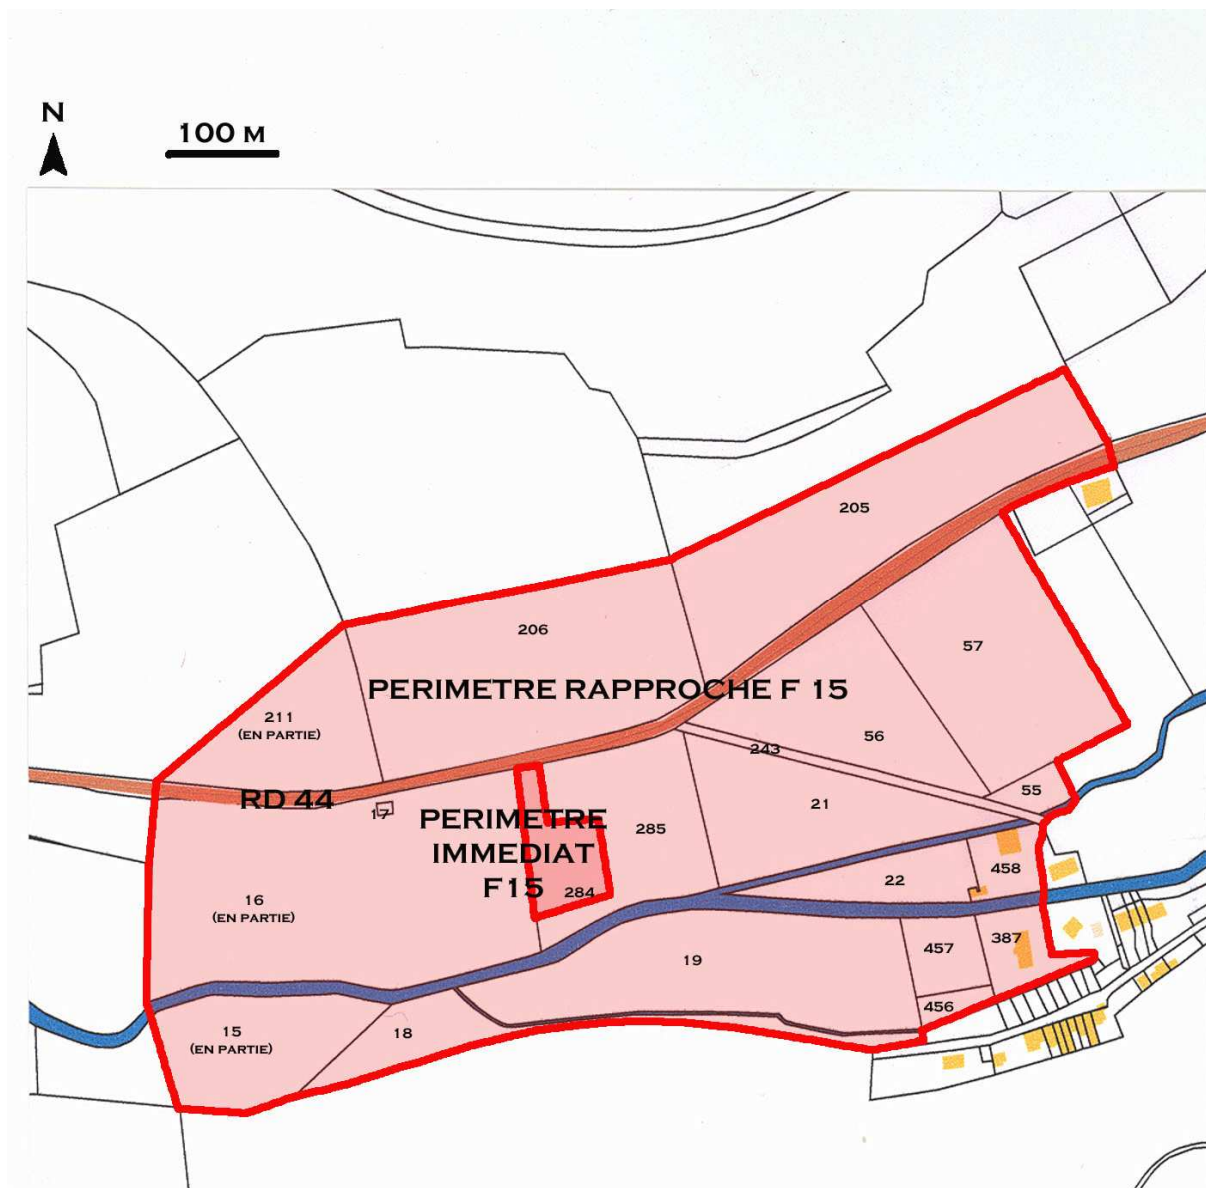 N
100 M
205
206
57
PERIMETRE RAPPROCHE F 15
211
(EN PARTIE)
56
243
55
RD 44
21
17
PERIMETRE
IMMEDIAT
F15
285
458
22
284
16
(EN PARTIE)
387
457
19
456
15
(EN PARTIE)
18